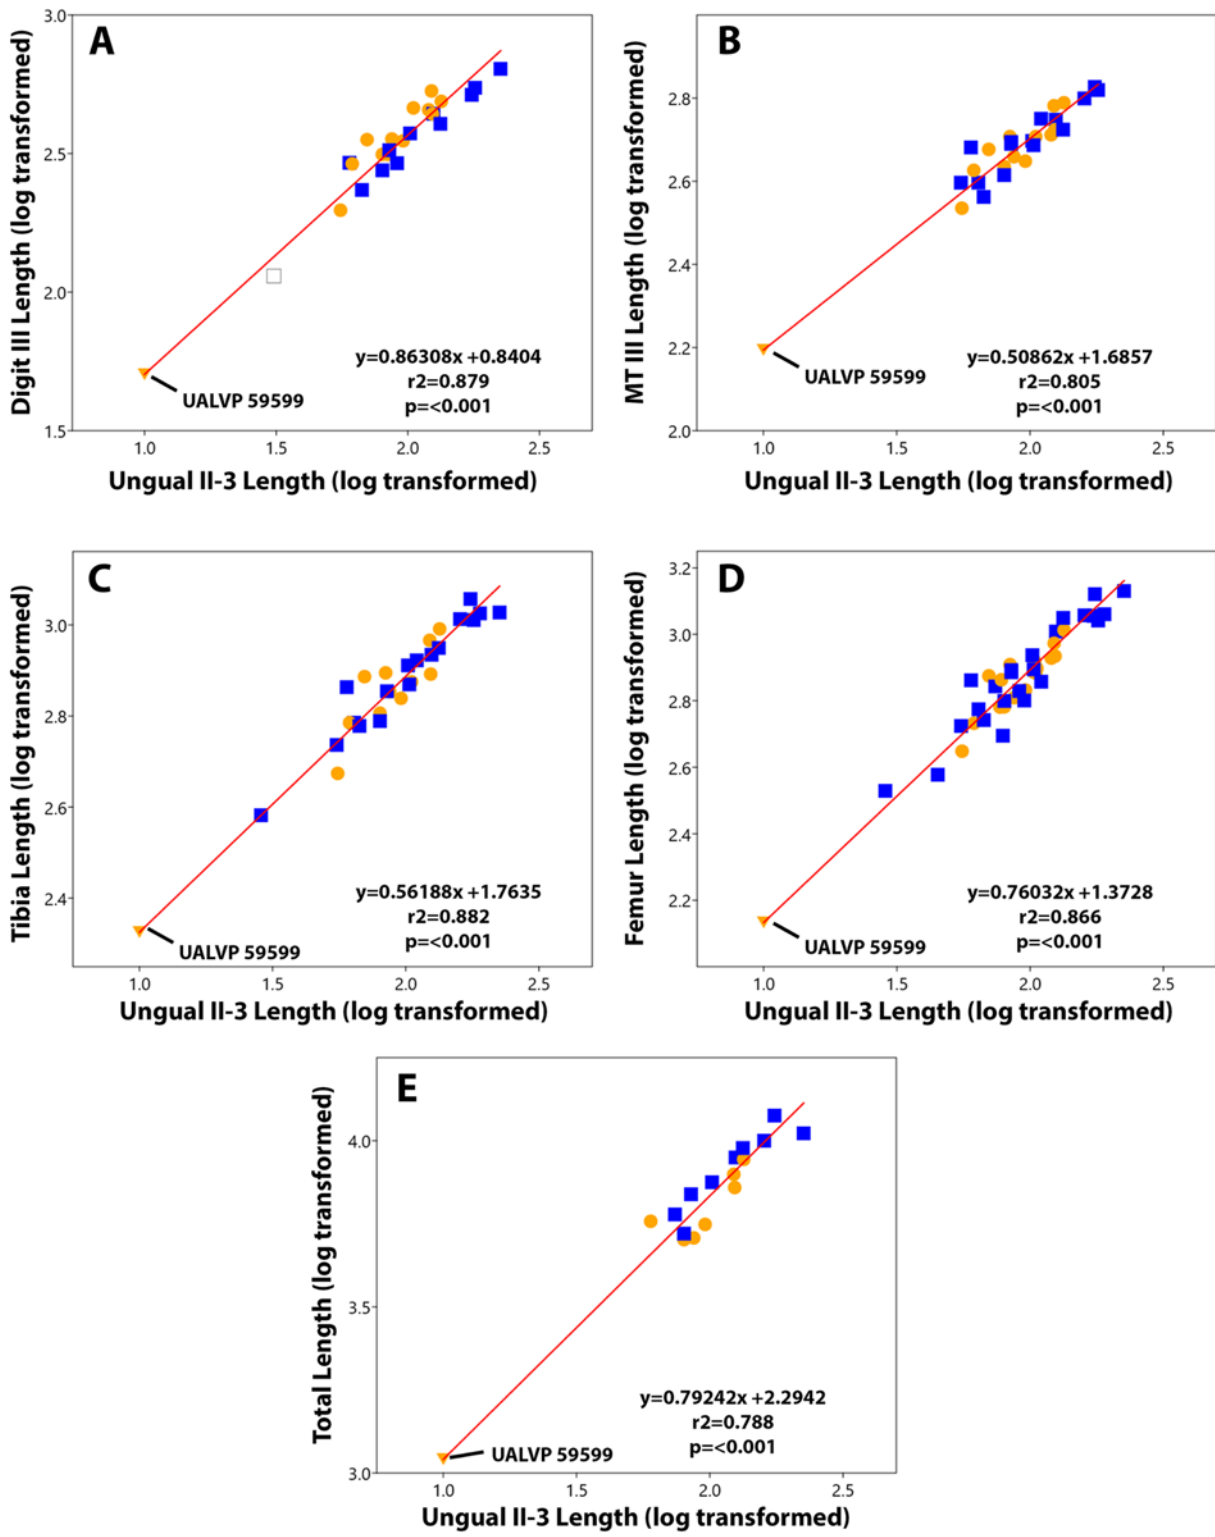 A
Digit III Length (log transformed)
3.0
2.5
2.0
1.5
y=0.86308x +0.8404
r2=0.879
p=<0.001
UALVP 59599
1.0 1.5 2.0 2.5
Ungual II-3 Length (log transformed)
B
MT III Length (log transformed)
2.8
2.6
2.4
2.2
2.0
y=0.50862x +1.6857
r2=0.805
p=<0.001
UALVP 59599
1.0 1.5 2.0 2.5
Ungual II-3 Length (log transformed)
C
Tibia Length (log transformed)
3.0
2.8
2.6
2.4
y=0.56188x +1.7635
r2=0.882
p=<0.001
UALVP 59599
1.0 1.5 2.0 2.5
Ungual II-3 Length (log transformed)
D
Femur Length (log transformed)
3.2
3.0
2.8
2.6
2.4
2.2
y=0.76032x +1.3728
r2=0.866
p=<0.001
UALVP 59599
1.0 1.5 2.0 2.5
Ungual II-3 Length (log transformed)
E
Total Length (log transformed)
4.0
3.5
3.0
y=0.79242x +2.2942
r2=0.788
p=<0.001
UALVP 59599
1.0 1.5 2.0 2.5
Ungual II-3 Length (log transformed)